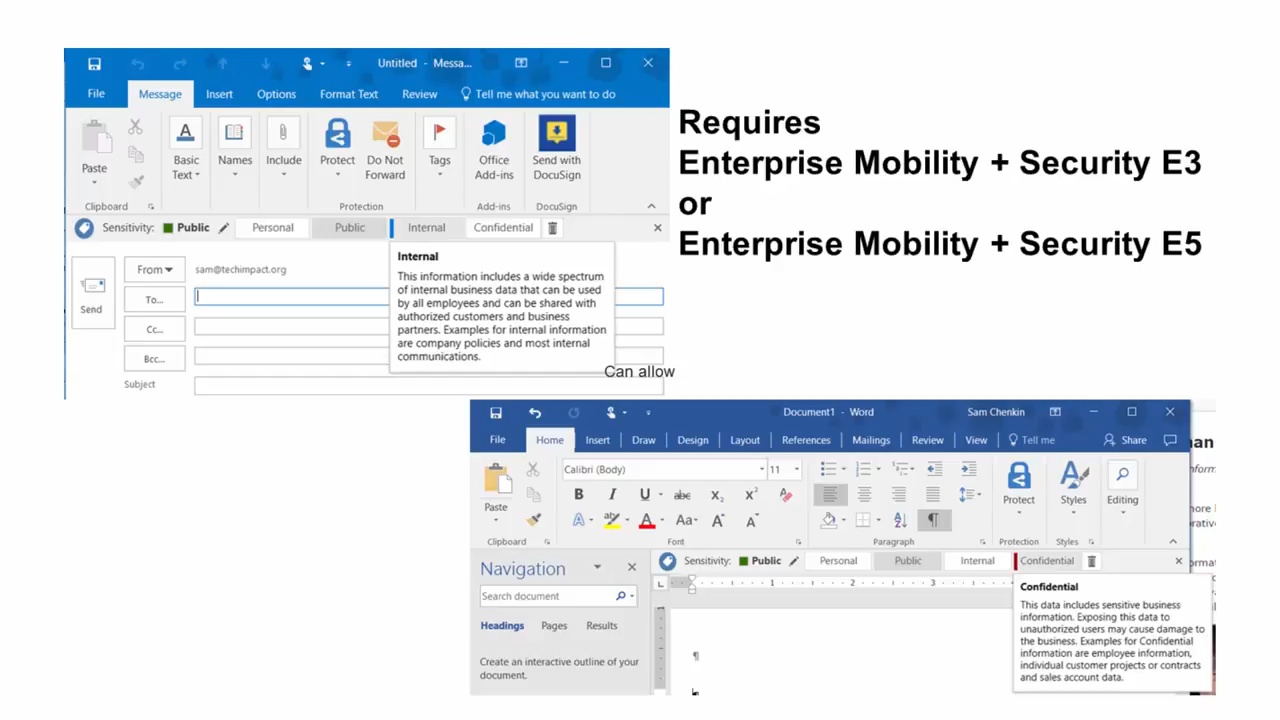 Untitled - Messa...
File Message Insert Options Format Text Review Tell me what you want to do
Paste
Basic Text
Names
Include
Protect
Do Not Forward
Tags
Office Add-ins
Send with DocuSign
Clipboard Protection Add-ins DocuSign
Sensitivity: Public Personal Public Internal Confidential
Internal
This information includes a wide spectrum
of internal business data that can be used
by all employees and can be shared with
authorized customers and business
partners. Examples for internal information
are company policies and most internal
communications.
Send
From sam@techimpact.org
To...
Cc...
Bcc...
Subject
Requires
Enterprise Mobility + Security E3
or
Enterprise Mobility + Security E5
Can allow
Document1 - Word Sam Chenkin
File Home Insert Draw Design Layout References Mailings Review View Tell me Share
Paste
Calibri (Body) 11
B I U abc X₂ X²
A aby A Aa A A
Protect
Styles
Editing
Clipboard Font Paragraph Protection Styles
Sensitivity: Public Personal Public Internal Confidential
Navigation
Search document
Headings Pages Results
Create an interactive outline of your
document.
1 2 3
Confidential
This data includes sensitive business
information. Exposing this data to
unauthorized users may cause damage to
the business. Examples for Confidential
information are employee information,
individual customer projects or contracts
and sales account data.